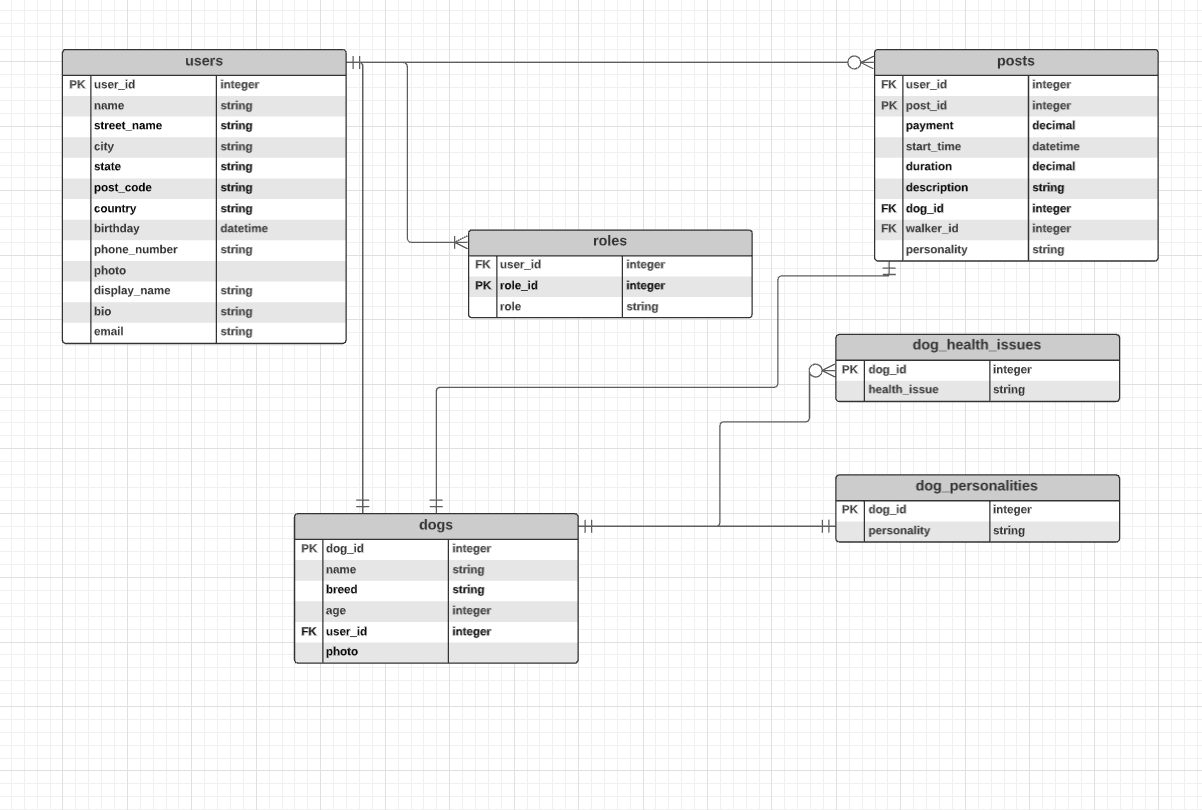 users
PK user_id integer
name string
street_name string
city string
state string
post_code string
country string
birthday datetime
phone_number string
photo
display_name string
bio string
email string
posts
FK user_id integer
PK post_id integer
payment decimal
start_time datetime
duration decimal
description string
FK dog_id integer
FK walker_id integer
personality string
roles
FK user_id integer
PK role_id integer
role string
dog_health_issues
PK dog_id integer
health_issue string
dog_personalities
PK dog_id integer
personality string
dogs
PK dog_id integer
name string
breed string
age integer
FK user_id integer
photo